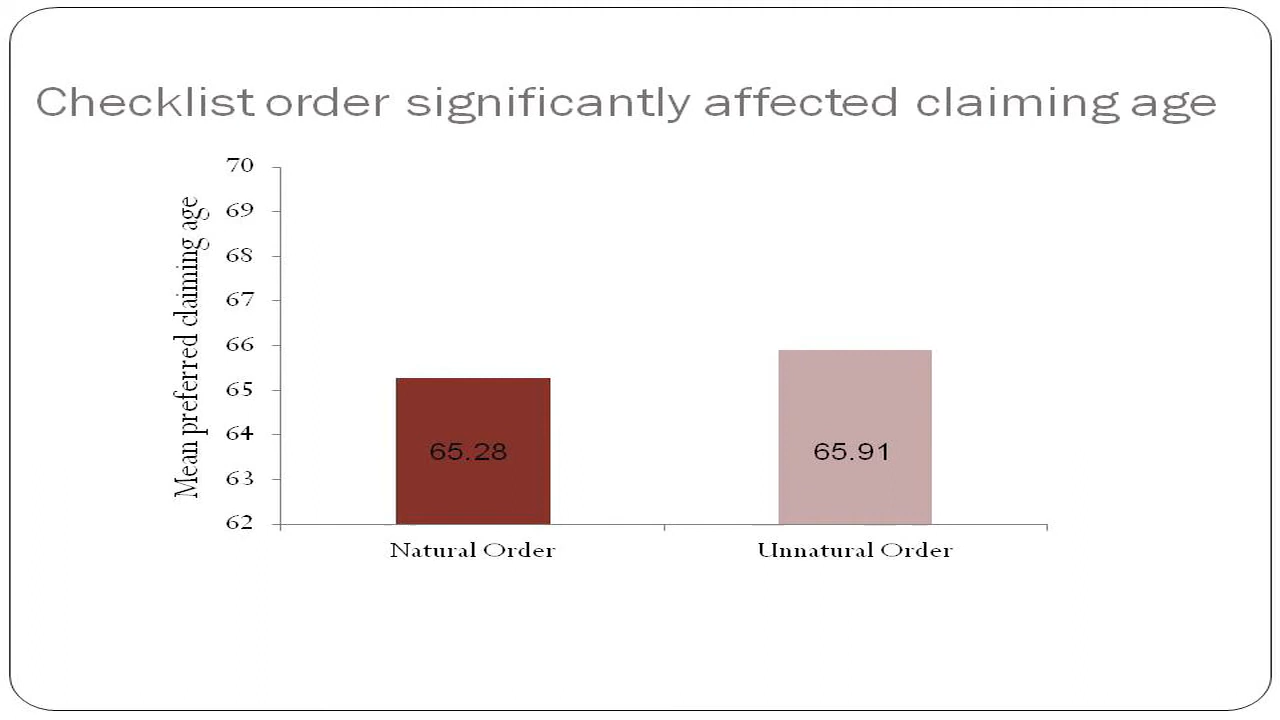 Checklist order significantly affected claiming age
Mean preferred claiming age
70
69
68
67
66
65
64
63
62
65.28
65.91
Natural Order
Unnatural Order